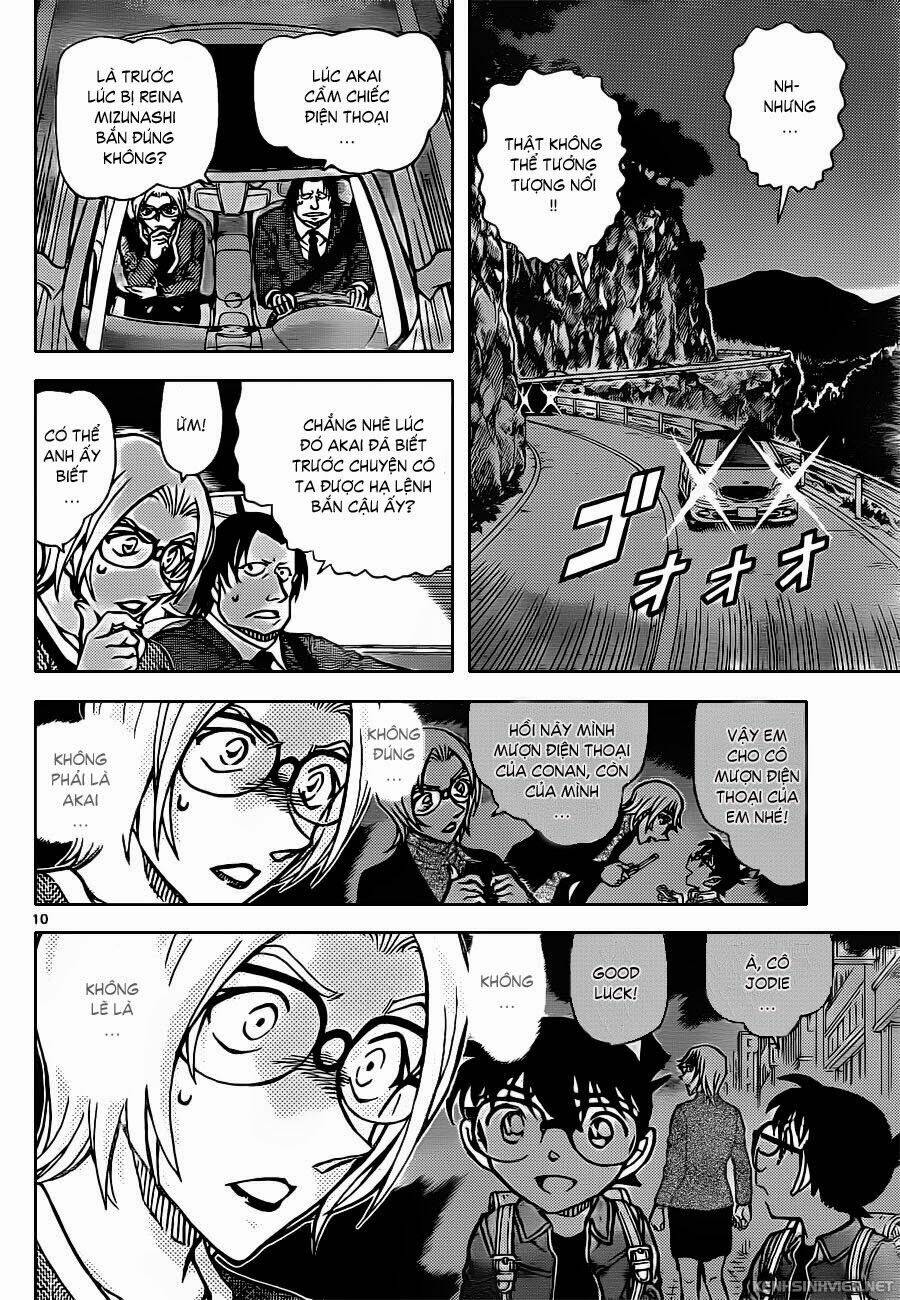 NH-
NHƯNG
...
THẬT KHÔNG
THỂ TƯỚNG
TƯỢNG NỔI
!!
ゴオオオ
LÚC AKAI
CẦM CHIẾC
ĐIỆN THOẠI
...
LÀ TRƯỚC
LÚC BỊ REINA
MIZUNASHI
BẮN ĐÚNG
KHÔNG?
CHẲNG NHẼ LÚC
ĐÓ AKAI ĐÃ BIẾT
TRƯỚC CHUYỆN CÔ
TA ĐƯỢC HẠ LỆNH
BẮN CẬU ẤY?
ỪM!
CÓ THỂ
ANH ẤY
BIẾT
...
VẬY EM
CHO CÔ
MƯỢN ĐIỆN
THOẠI CỦA
EM NHÉ!
HỒI NÃY MÌNH
MƯỢN ĐIỆN THOẠI
CỦA CONAN, CÒN
CỦA MÌNH
...
KHÔNG
ĐÚNG
...
KHÔNG
PHẢI LÀ
AKAI
...
10
À, CÔ
JODIE
...
GOOD
LUCK!
KHÔNG
...
KHÔNG
LẼ LÀ
...
KENHSINHVIEN.NET